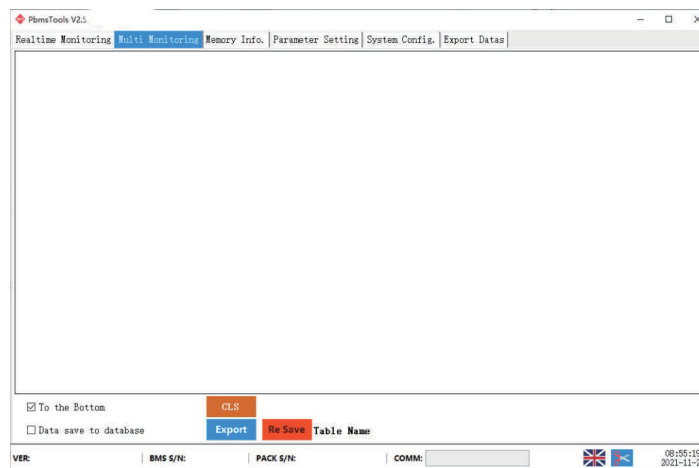 PbmsTools V2.5
Realtime Monitoring Multi Monitoring Memory Info. Parameter Setting System Config. Export Datas
To the Bottom CLS
Data save to database Export Re Save Table Name
VER: BMS S/N: PACK S/N: COMM:
08:55:1
2021-11-2